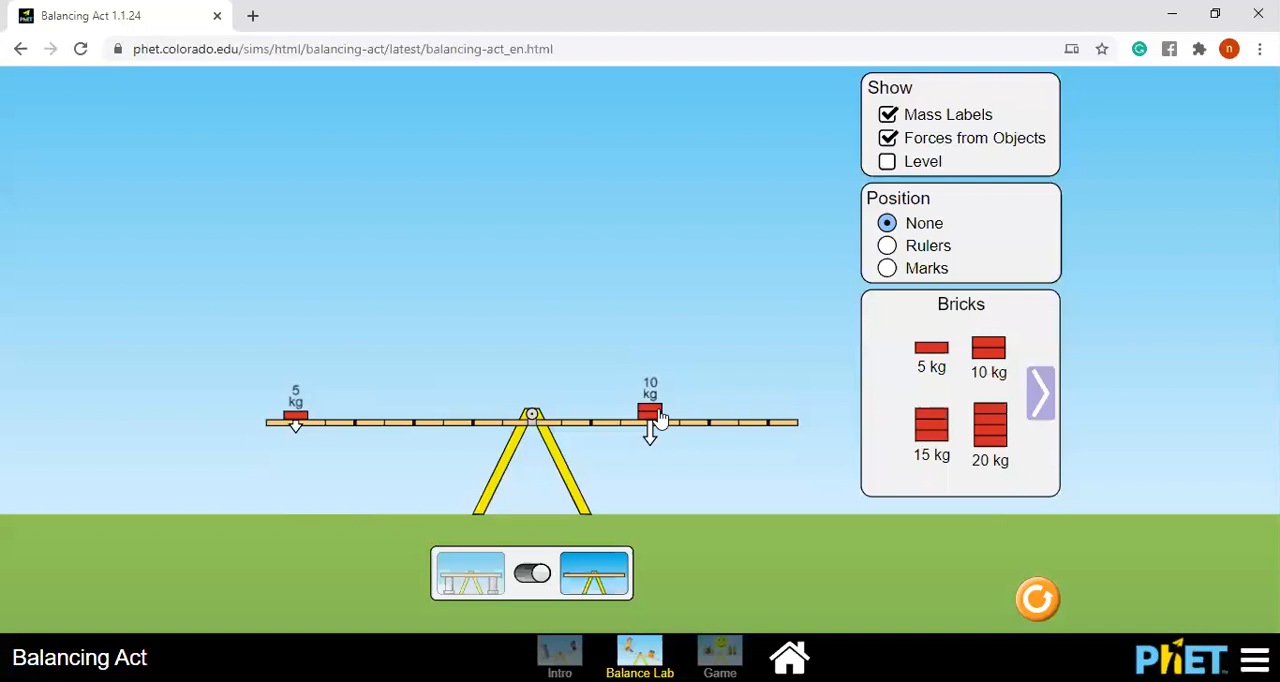 Balancing Act 1.1.24
phet.colorado.edu/sims/html/balancing-act/latest/balancing-act_en.html
n
Show
Mass Labels
Forces from Objects
Level
Position
None
Rulers
Marks
Bricks
5 kg
10 kg
15 kg
20 kg
5
kg
10
kg
Balancing Act
Intro
Balance Lab
Game
PhET